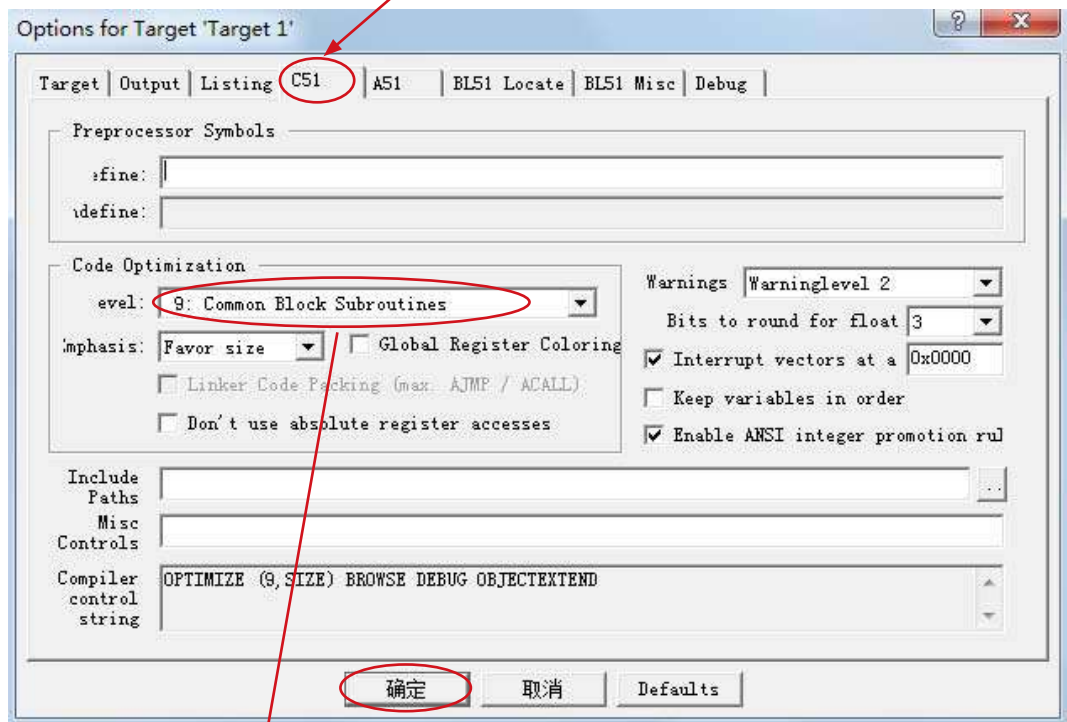 Options for Target 'Target 1'
Target Output Listing C51 A51 BL51 Locate BL51 Misc Debug
Preprocessor Symbols
efine:
define:
Code Optimization
evel: 9: Common Block Subroutines
mphasis: Favor size Global Register Coloring
Linker Code Packing (max. AJMP / ACALL)
Don't use absolute register accesses
Warnings Warninglevel 2
Bits to round for float 3
Interrupt vectors at a 0x0000
Keep variables in order
Enable ANSI integer promotion rul
Include
Paths
..
Misc
Controls
Compiler
control
string
OPTIMIZE (9,SIZE) BROWSE DEBUG OBJECTEXTEND
确定 取消 Defaults